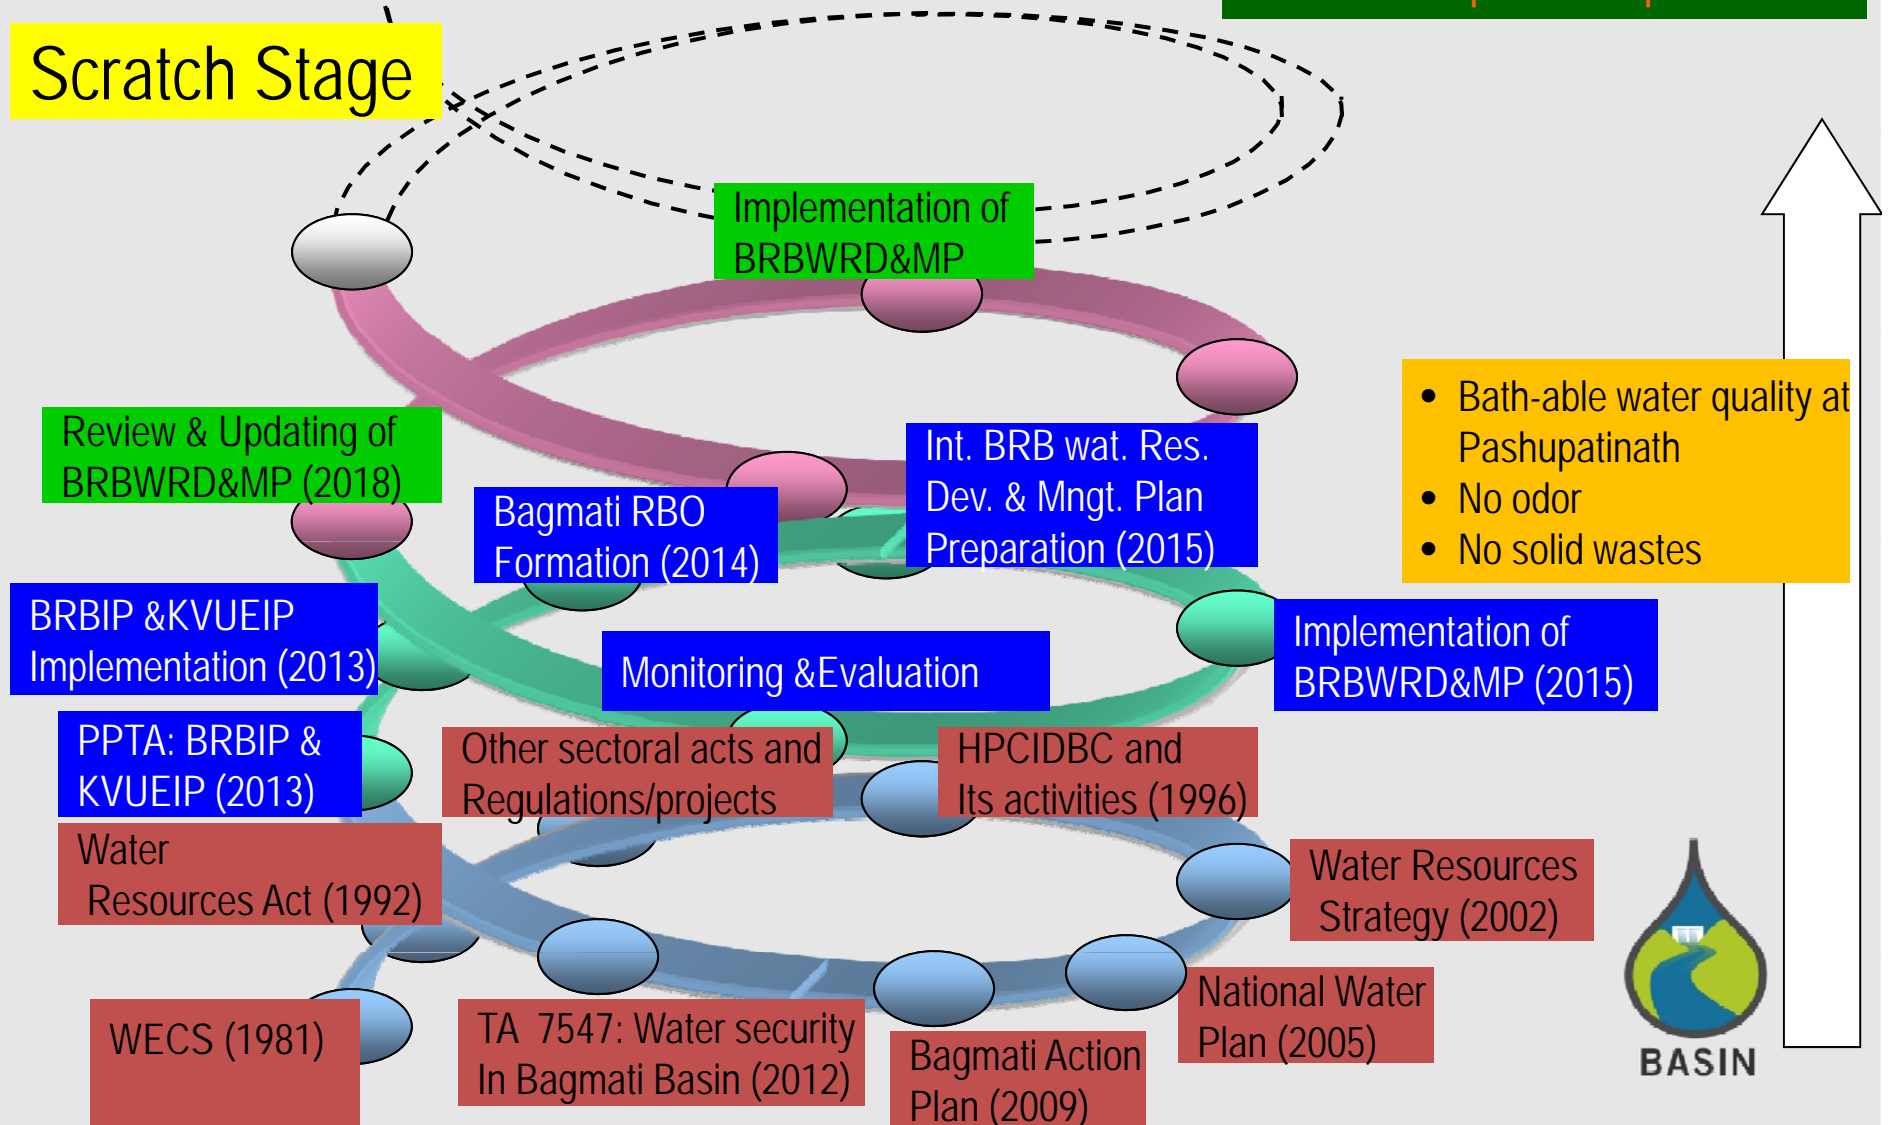 Scratch Stage
Implementation of
BRBWRD&MP
Review & Updating of
BRBWRD&MP (2018)
Bagmati RBO
Formation (2014)
Int. BRB wat. Res.
Dev. & Mngt. Plan
Preparation (2015)
• Bath-able water quality at
Pashupatinath
• No odor
• No solid wastes
BRBIP &KVUEIP
Implementation (2013)
Monitoring &Evaluation
Implementation of
BRBWRD&MP (2015)
PPTA: BRBIP &
KVUEIP (2013)
Other sectoral acts and
Regulations/projects
HPCIDBC and
Its activities (1996)
Water
Resources Act (1992)
Water Resources
Strategy (2002)
WECS (1981)
TA 7547: Water security
In Bagmati Basin (2012)
Bagmati Action
Plan (2009)
National Water
Plan (2005)
BASIN